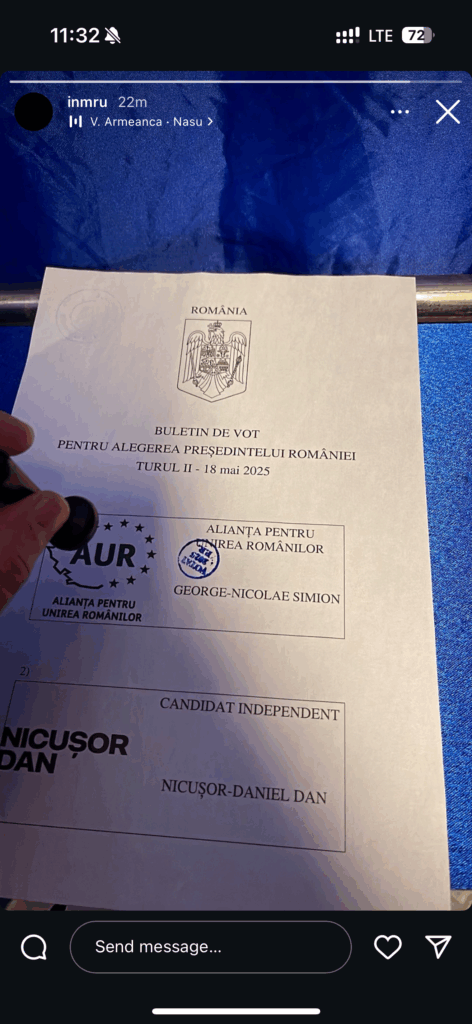 11:32
LTE
72
inmru 22m
V. Armeanca · Nasu >
ROMÂNIA
BULETIN DE VOT
PENTRU ALEGEREA PREȘEDINTELUI ROMÂNIEI
TURUL II - 18 mai 2025
AUR
ALIANȚA PENTRU
UNIREA ROMÂNILOR
ALIANȚA PENTRU
UNIREA ROMÂNILOR
GEORGE-NICOLAE SIMION
VOTAT
2)
NICUȘOR
DAN
CANDIDAT INDEPENDENT
NICUȘOR-DANIEL DAN
Send message...